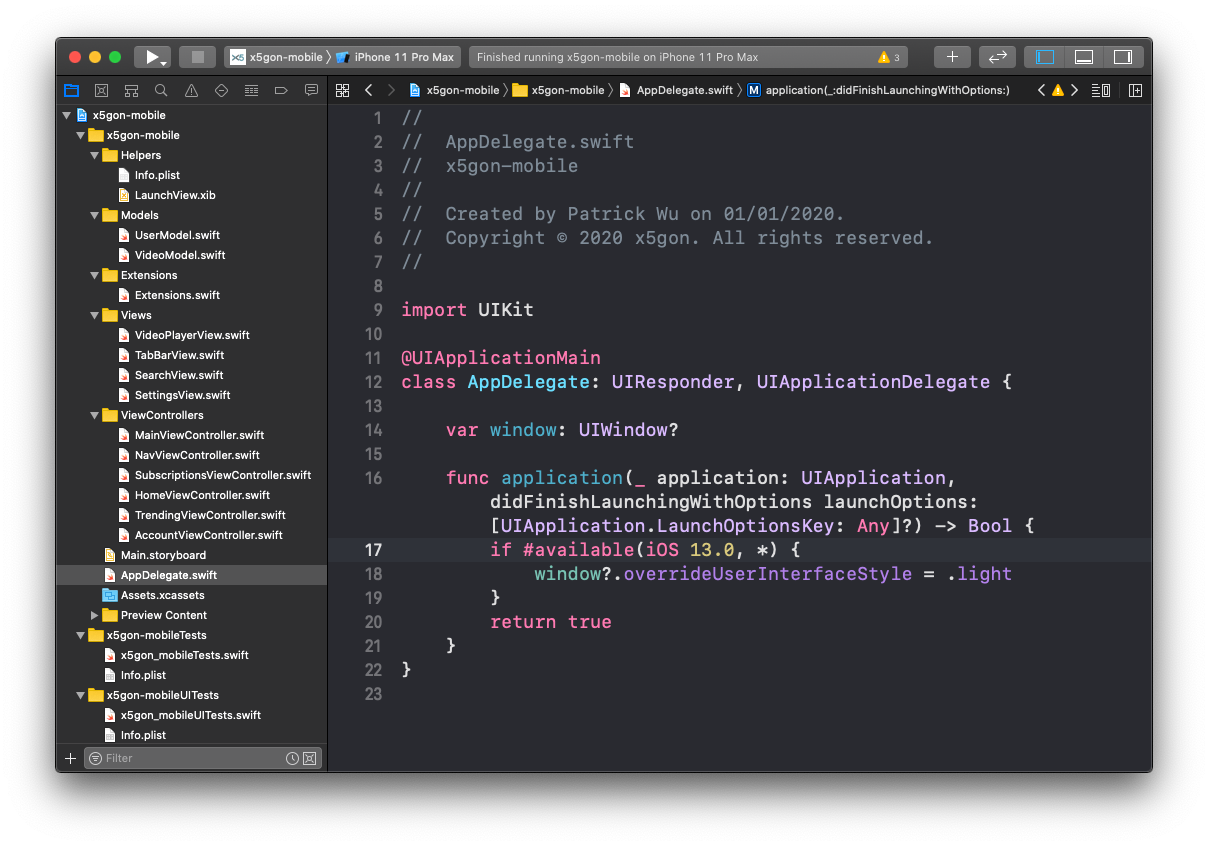 x5gon-mobile 〉 iPhone 11 Pro Max
Finished running x5gon-mobile on iPhone 11 Pro Max
3
x5gon-mobile 〉 x5gon-mobile 〉 AppDelegate.swift 〉 M application(_:didFinishLaunchingWithOptions:)
x5gon-mobile
x5gon-mobile
Helpers
Info.plist
LaunchView.xib
Models
UserModel.swift
VideoModel.swift
Extensions
Extensions.swift
Views
VideoPlayerView.swift
TabBarView.swift
SearchView.swift
SettingsView.swift
ViewControllers
MainViewController.swift
NavViewController.swift
SubscriptionsViewController.swift
HomeViewController.swift
TrendingViewController.swift
AccountViewController.swift
Main.storyboard
AppDelegate.swift
Assets.xcassets
Preview Content
x5gon-mobileTests
x5gon_mobileTests.swift
Info.plist
x5gon-mobileUITests
x5gon_mobileUITests.swift
Info.plist
Filter
1 //
2 //  AppDelegate.swift
3 //  x5gon-mobile
4 //
5 //  Created by Patrick Wu on 01/01/2020.
6 //  Copyright © 2020 x5gon. All rights reserved.
7 //
8
9 import UIKit
10
11 @UIApplicationMain
12 class AppDelegate: UIResponder, UIApplicationDelegate {
13
14     var window: UIWindow?
15
16     func application(_ application: UIApplication,
        didFinishLaunchingWithOptions launchOptions:
        [UIApplication.LaunchOptionsKey: Any]?) -> Bool {
17         if #available(iOS 13.0, *) {
18             window?.overrideUserInterfaceStyle = .light
19         }
20         return true
21     }
22 }
23